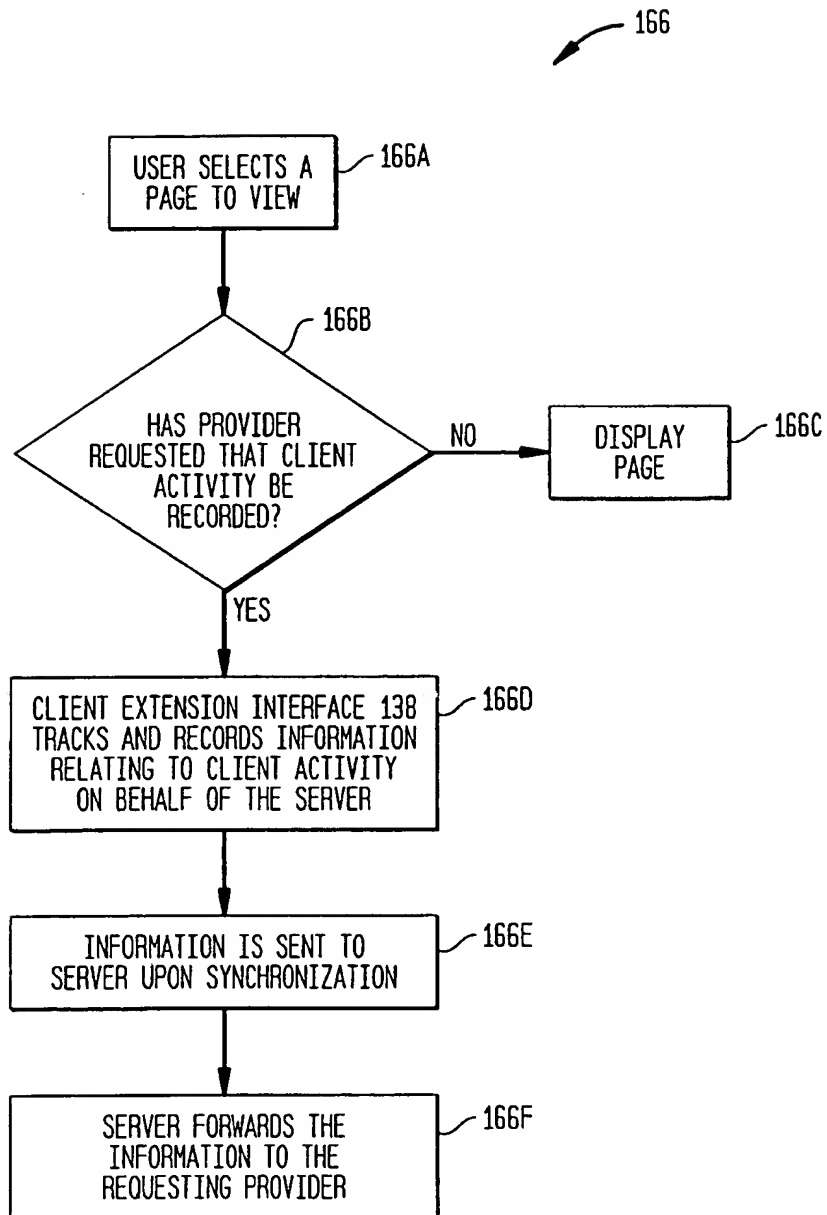 166
USER SELECTS A
PAGE TO VIEW
166A
166B
HAS PROVIDER
REQUESTED THAT CLIENT
ACTIVITY BE
RECORDED?
NO
DISPLAY
PAGE
166C
YES
CLIENT EXTENSION INTERFACE 138
TRACKS AND RECORDS INFORMATION
RELATING TO CLIENT ACTIVITY
ON BEHALF OF THE SERVER
166D
INFORMATION IS SENT TO
SERVER UPON SYNCHRONIZATION
166E
SERVER FORWARDS THE
INFORMATION TO THE
REQUESTING PROVIDER
166F